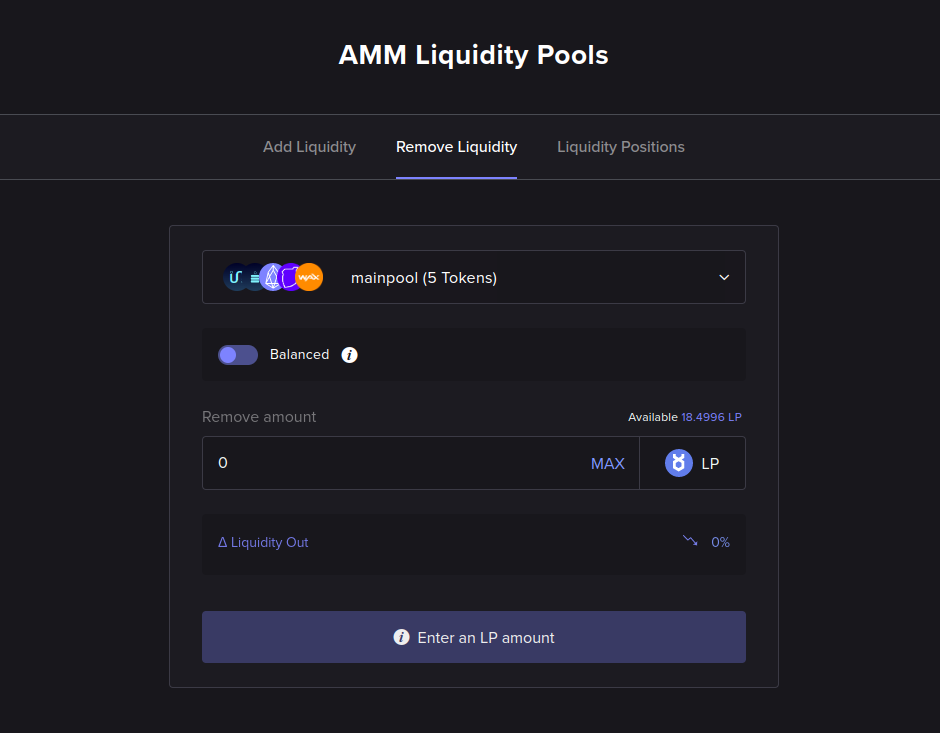 AMM Liquidity Pools
Add Liquidity Remove Liquidity Liquidity Positions
mainpool (5 Tokens)
Balanced
Remove amount Available 18.4996 LP
0 MAX LP
Δ Liquidity Out 0%
Enter an LP amount